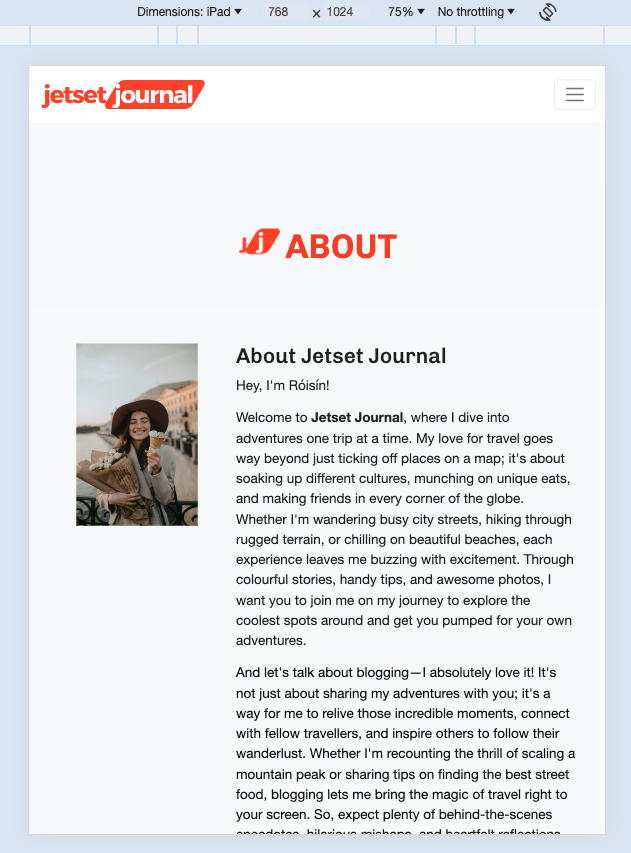 Dimensions: iPad 768 × 1024 75% No throttling
jetset journal
j ABOUT
About Jetset Journal
Hey, I'm Róisín!
Welcome to Jetset Journal, where I dive into
adventures one trip at a time. My love for travel goes
way beyond just ticking off places on a map; it's about
soaking up different cultures, munching on unique eats,
and making friends in every corner of the globe.
Whether I'm wandering busy city streets, hiking through
rugged terrain, or chilling on beautiful beaches, each
experience leaves me buzzing with excitement. Through
colourful stories, handy tips, and awesome photos, I
want you to join me on my journey to explore the
coolest spots around and get you pumped for your own
adventures.
And let's talk about blogging—I absolutely love it! It's
not just about sharing my adventures with you; it's a
way for me to relive those incredible moments, connect
with fellow travellers, and inspire others to follow their
wanderlust. Whether I'm recounting the thrill of scaling a
mountain peak or sharing tips on finding the best street
food, blogging lets me bring the magic of travel right to
your screen. So, expect plenty of behind-the-scenes
anecdotes, hilarious mishaps, and heartfelt reflections